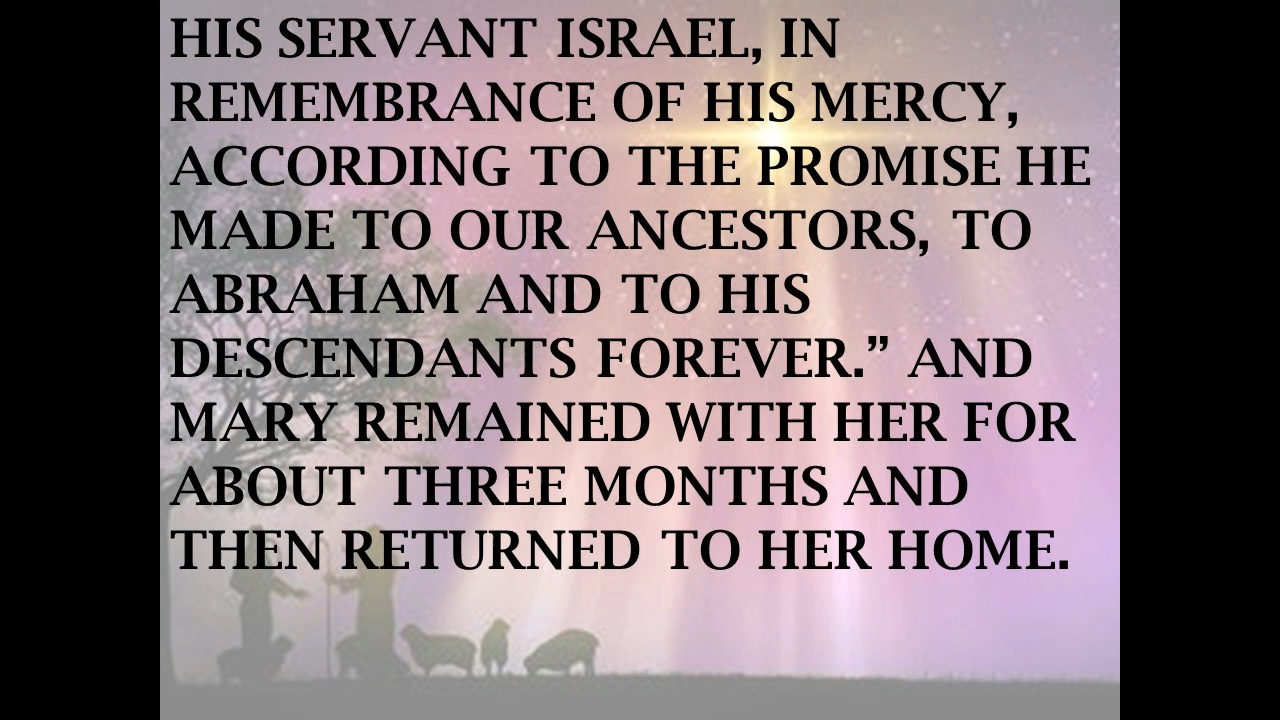 HIS SERVANT ISRAEL, IN
REMEMBRANCE OF HIS MERCY,
ACCORDING TO THE PROMISE HE
MADE TO OUR ANCESTORS, TO
ABRAHAM AND TO HIS
DESCENDANTS FOREVER.” AND
MARY REMAINED WITH HER FOR
ABOUT THREE MONTHS AND
THEN RETURNED TO HER HOME.